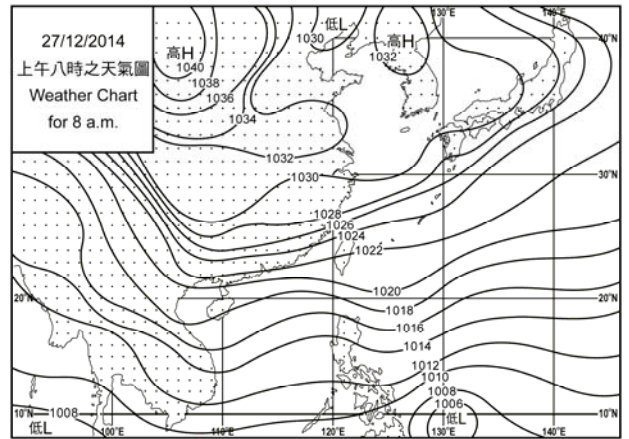 27/12/2014
上午八時之天氣圖
Weather Chart
for 8 a.m.
低L
130°E
140°E
1030
高H
高H
40°N
1032
1040
1038
1036
1034
1032
1030
30°N
1028
1026
1024
1022
1020
20°N
1018
20°N
1016
1014
1012
1010
1008
10°N
1008
1006
10°N
低L
低L
100°E
110°E
120°E
130°E
140°E